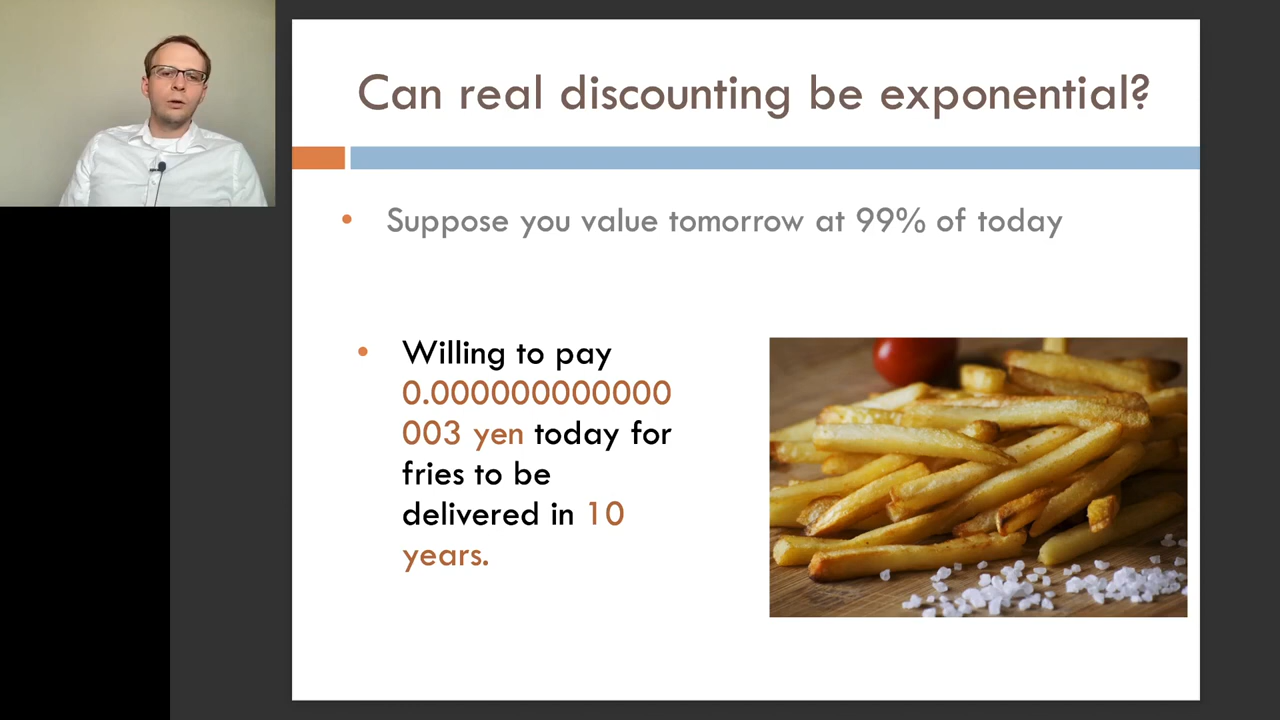 Can real discounting be exponential?
• Suppose you value tomorrow at 99% of today
• Willing to pay
0.000000000000
003 yen today for
fries to be
delivered in 10
years.